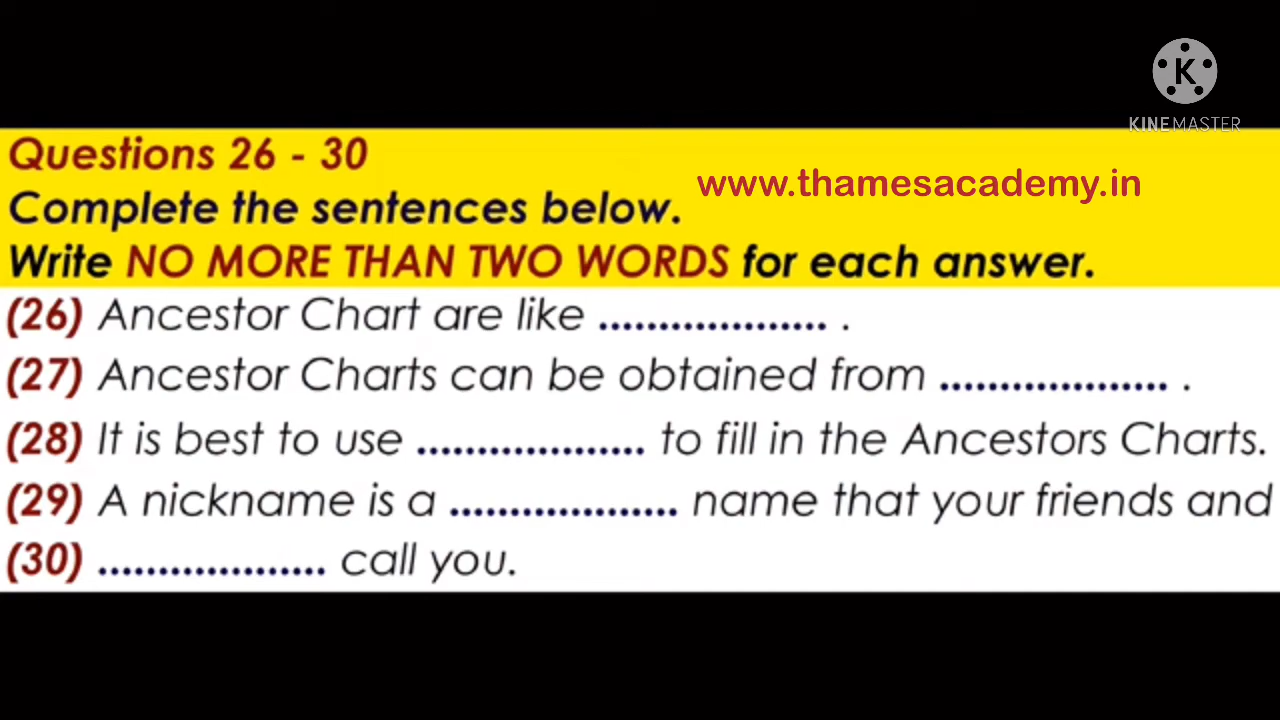 K
KINEMASTER
Questions 26 - 30
www.thamesacademy.in
Complete the sentences below.
Write NO MORE THAN TWO WORDS for each answer.
(26) Ancestor Chart are like ................... .
(27) Ancestor Charts can be obtained from ................... .
(28) It is best to use ................... to fill in the Ancestors Charts.
(29) A nickname is a ................... name that your friends and
(30) ................... call you.